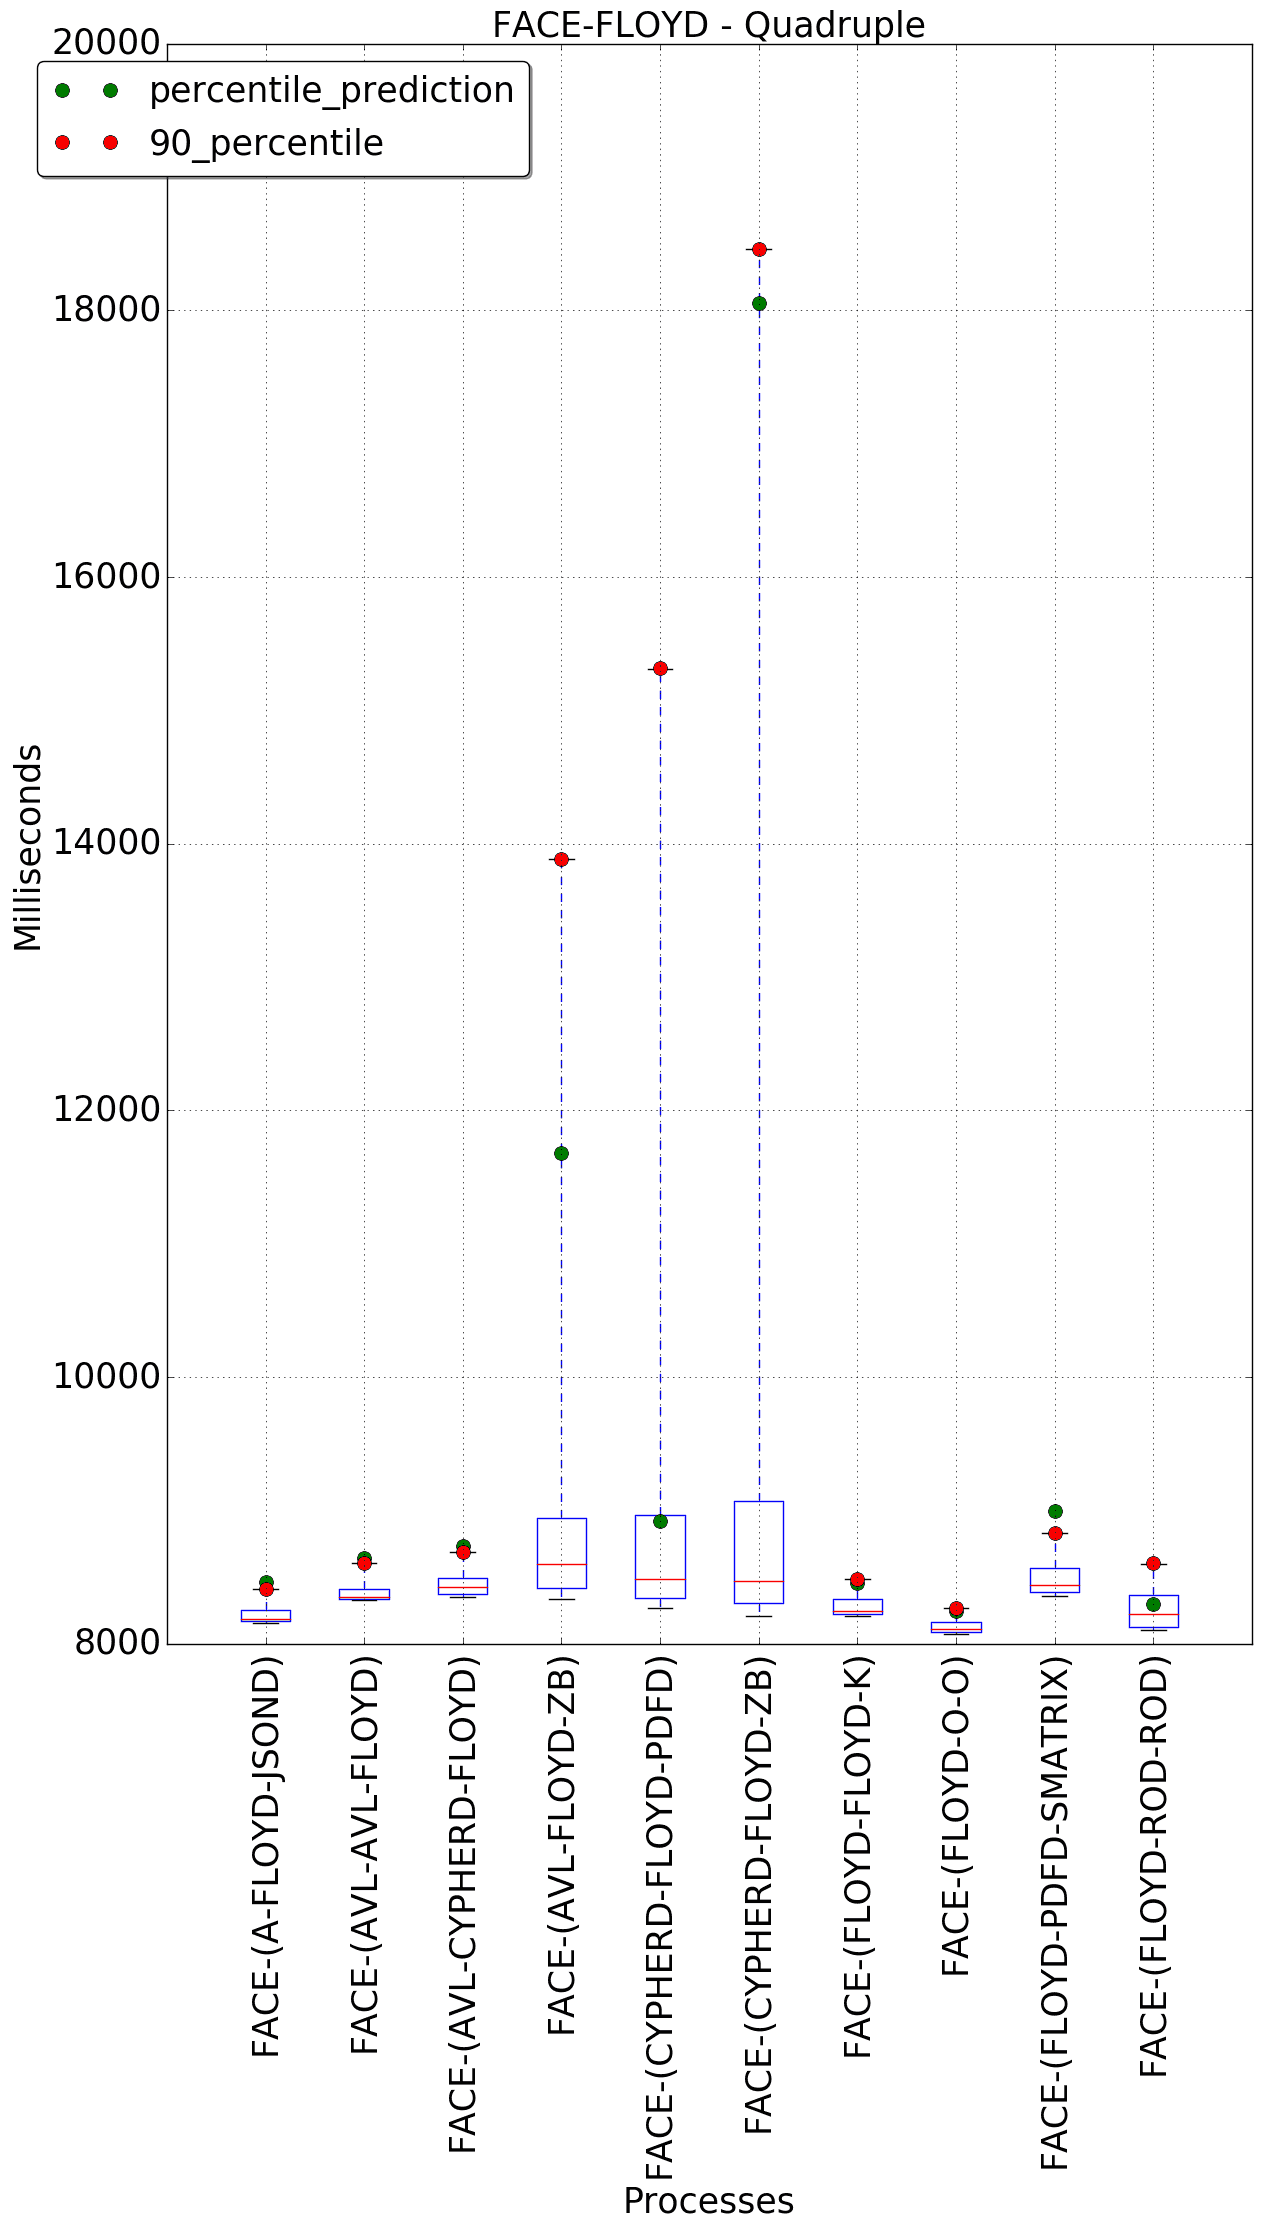 FACE-FLOYD - Quadruple
percentile_prediction
90_percentile
20000
18000
16000
14000
12000
10000
8000
Milliseconds
FACE-(A-FLOYD-JSOND)
FACE-(AVL-AVL-FLOYD)
FACE-(AVL-CYPHERD-FLOYD)
FACE-(AVL-FLOYD-ZB)
FACE-(CYPHERD-FLOYD-PDFD)
FACE-(CYPHERD-FLOYD-ZB)
FACE-(FLOYD-FLOYD-K)
FACE-(FLOYD-O-O)
FACE-(FLOYD-PDFD-SMATRIX)
FACE-(FLOYD-ROD-ROD)
Processes